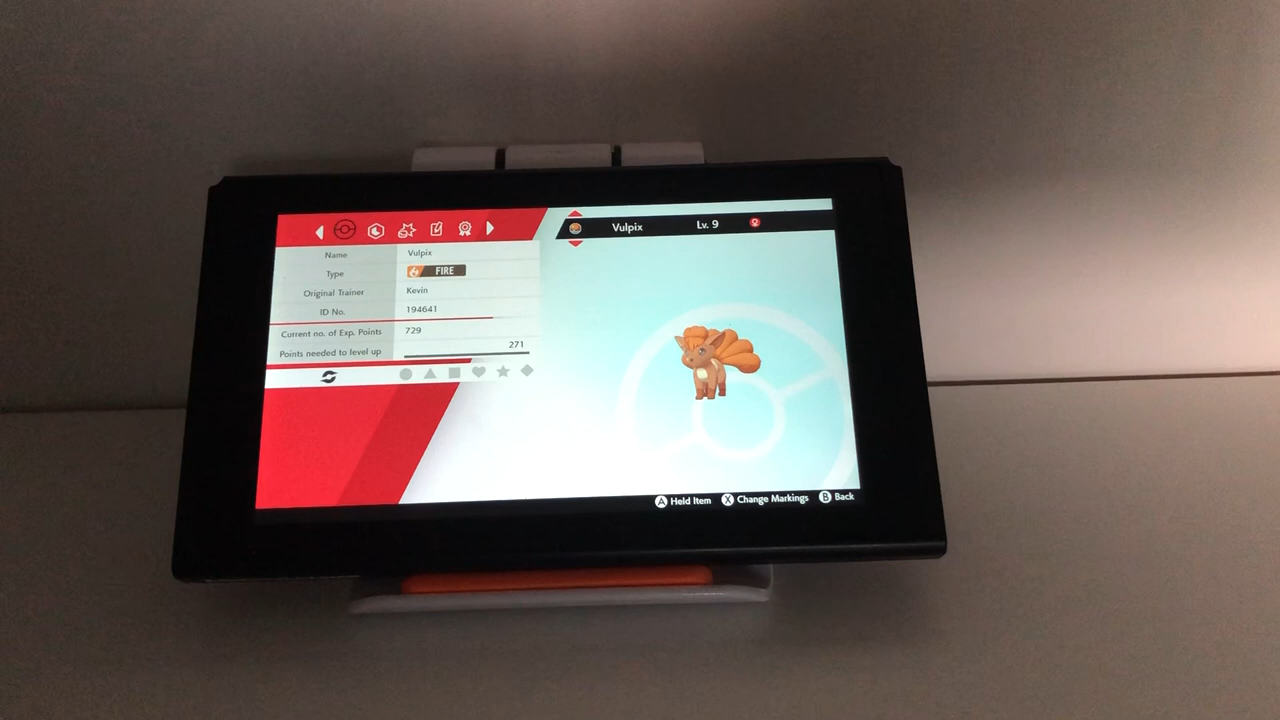 Vulpix Lv. 9
Name Vulpix
Type FIRE
Original Trainer Kevin
ID No. 194641
Current no. of Exp. Points 729
Points needed to level up 271
A Held Item X Change Markings B Back